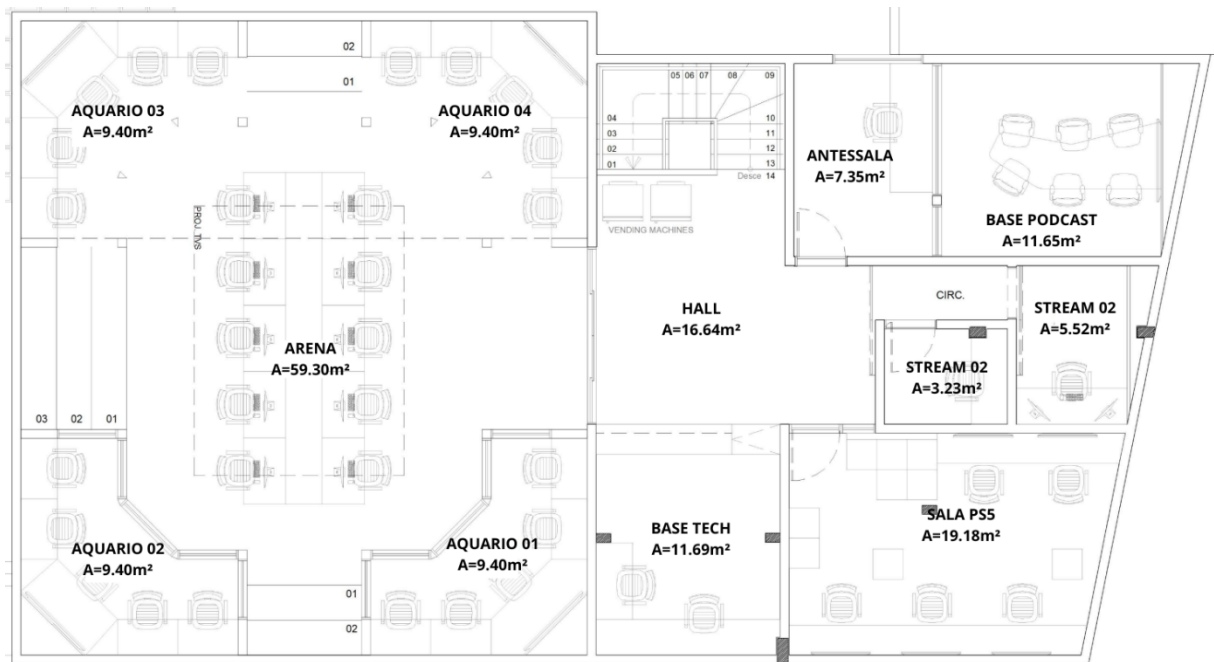 02
01
AQUARIO 03
A=9.40m²
AQUARIO 04
A=9.40m²
05 06 07 08 09
04
03
02
01
10
11
12
13
Desce 14
VENDING MACHINES
ANTESSALA
A=7.35m²
BASE PODCAST
A=11.65m²
PROJ. TVS
HALL
A=16.64m²
CIRC.
STREAM 02
A=5.52m²
STREAM 02
A=3.23m²
ARENA
A=59.30m²
03 02 01
AQUARIO 02
A=9.40m²
AQUARIO 01
A=9.40m²
01
02
BASE TECH
A=11.69m²
SALA PS5
A=19.18m²